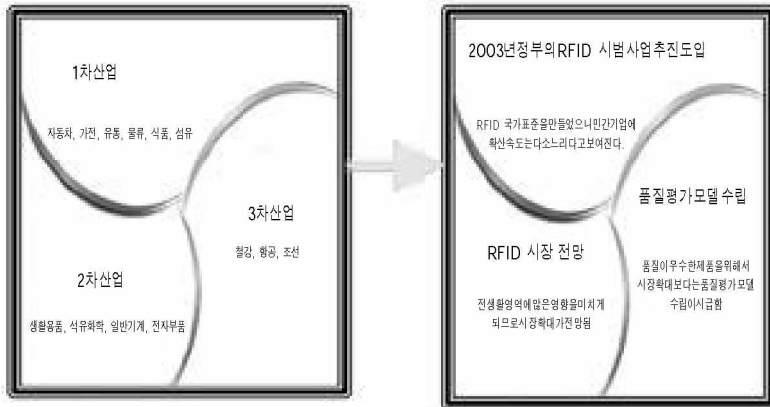 1차산업
자동차, 가전, 유통, 물류, 식품, 섬유
3차산업
철강, 항공, 조선
2차산업
생활용품, 석유화학, 일반기계, 전자부품
2003년정부의RFID 시범사업추진도입
RFID 국가표준을만들었으나민간기업에
확산속도는다소느리다고보여진다.
품질평가모델 수립
품질이우수한제품을위해서
시장확대보다는품질평가모델
수립이시급함
RFID 시장 전망
전생활영역에많은영향을미치게
되므로시장확대가전망됨